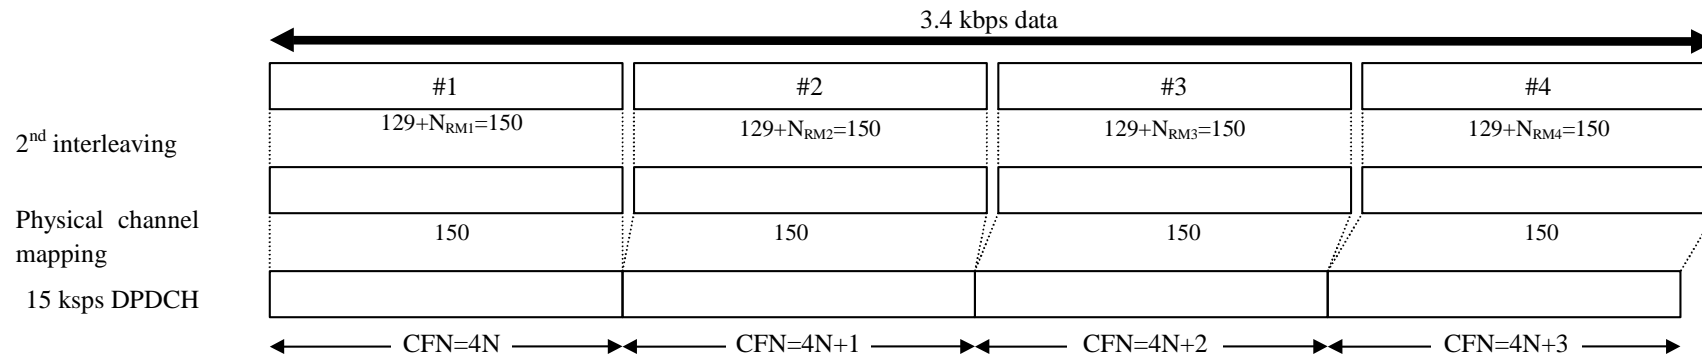 3.4 kbps data
#1 #2 #3 #4
129+N_RM1=150 129+N_RM2=150 129+N_RM3=150 129+N_RM4=150
2nd interleaving
Physical channel
mapping
150 150 150 150
15 ksps DPDCH
CFN=4N CFN=4N+1 CFN=4N+2 CFN=4N+3